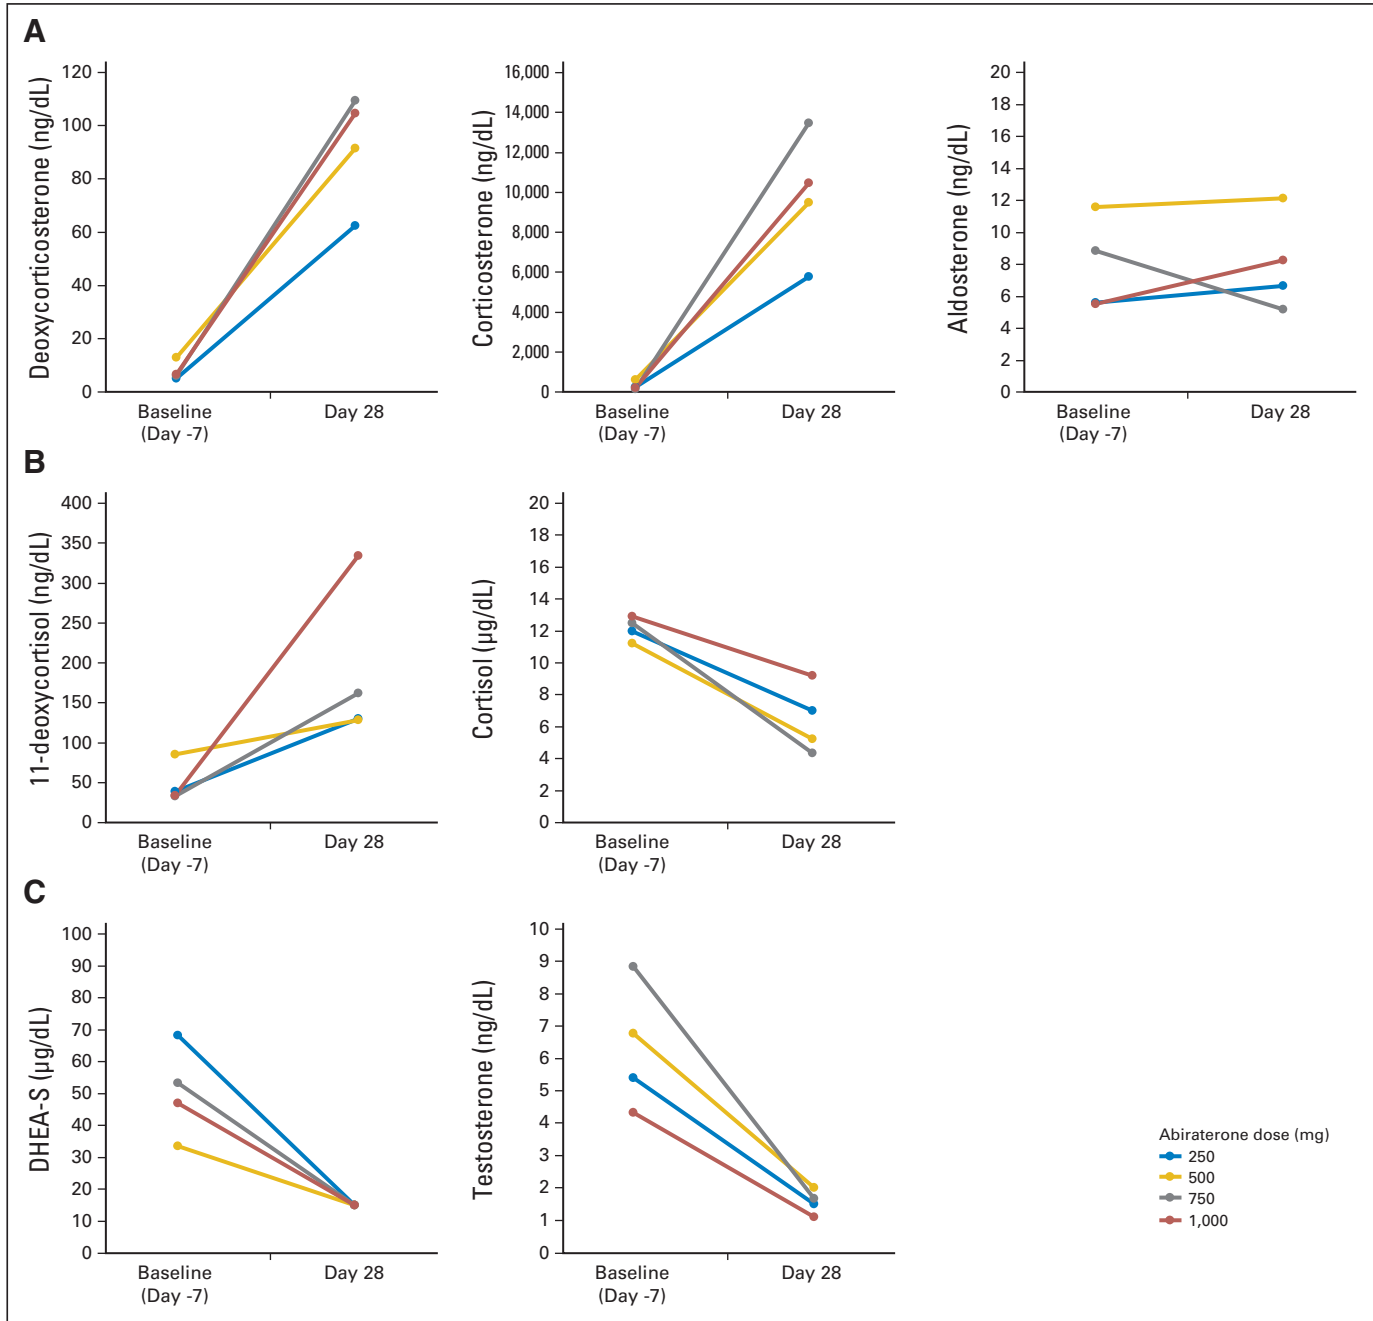 A
Deoxycorticosterone (ng/dL)
120
100
80
60
40
20
0
Baseline
(Day -7)
Day 28
Corticosterone (ng/dL)
16,000
14,000
12,000
10,000
8,000
6,000
4,000
2,000
0
Baseline
(Day -7)
Day 28
Aldosterone (ng/dL)
20
18
16
14
12
10
8
6
4
2
0
Baseline
(Day -7)
Day 28
B
11-deoxycortisol (ng/dL)
400
350
300
250
200
150
100
50
0
Baseline
(Day -7)
Day 28
Cortisol (µg/dL)
20
18
16
14
12
10
8
6
4
2
0
Baseline
(Day -7)
Day 28
C
DHEA-S (µg/dL)
100
90
80
70
60
50
40
30
20
10
0
Baseline
(Day -7)
Day 28
Testosterone (ng/dL)
10
9
8
7
6
5
4
3
2
1
0
Baseline
(Day -7)
Day 28
Abiraterone dose (mg)
250
500
750
1,000